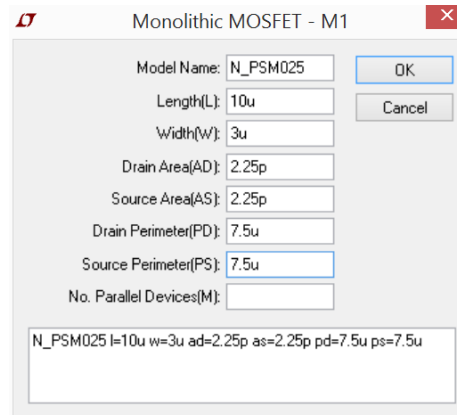 Monolithic MOSFET - M1
Model Name: N_PSM025
OK
Length(L): 10u
Cancel
Width(W): 3u
Drain Area(AD): 2.25p
Source Area(AS): 2.25p
Drain Perimeter(PD): 7.5u
Source Perimeter(PS): 7.5u
No. Parallel Devices(M):
N_PSM025 l=10u w=3u ad=2.25p as=2.25p pd=7.5u ps=7.5u